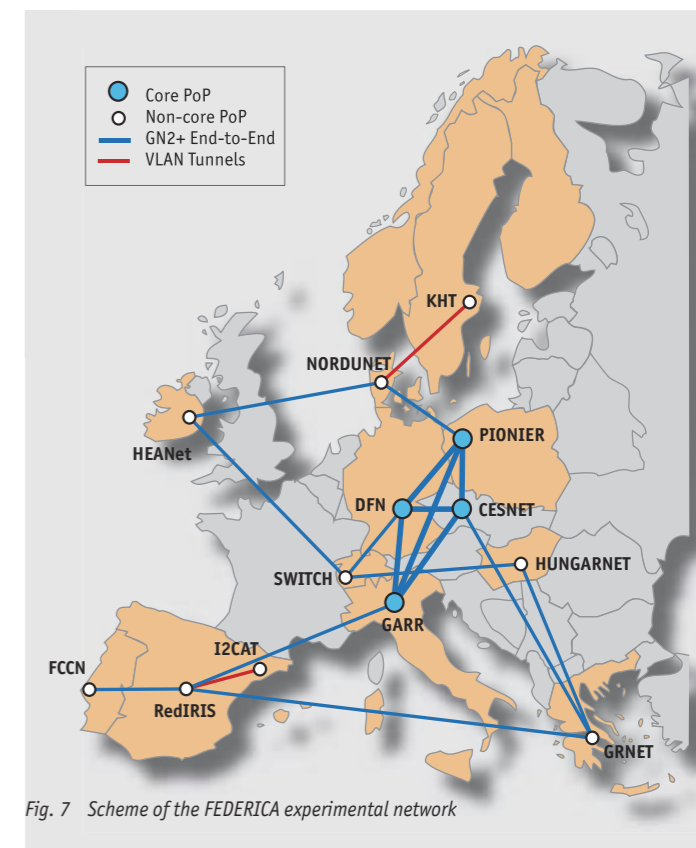 Core PoP
Non-core PoP
GN2+ End-to-End
VLAN Tunnels
KHT
NORDUNET
HEANet
PIONIER
DFN
CESNET
SWITCH
HUNGARNET
GARR
I2CAT
FCCN
RedIRIS
GRNET
Fig. 7 Scheme of the FEDERICA experimental network